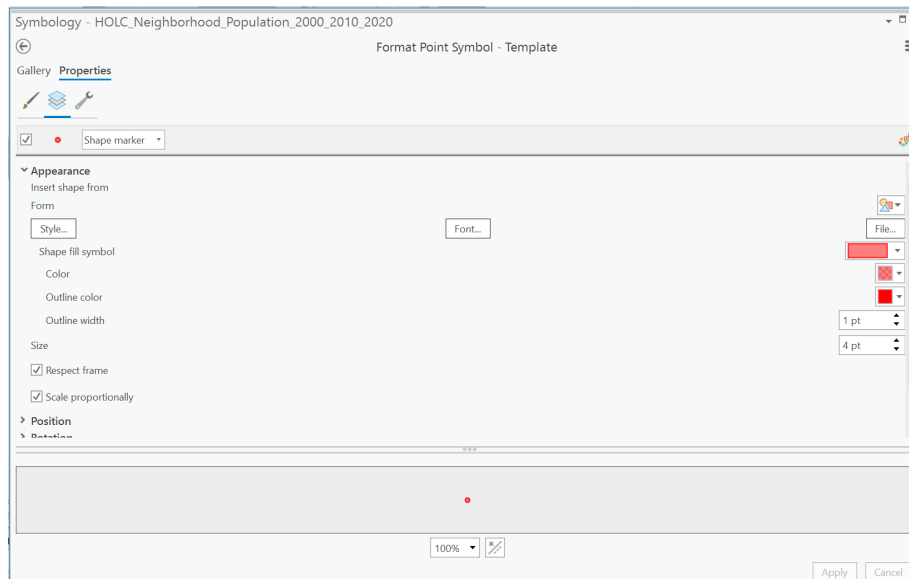 Symbology - HOLC_Neighborhood_Population_2000_2010_2020
Format Point Symbol - Template
Gallery Properties
Shape marker
Appearance
Insert shape from
Form
Style... Font... File...
Shape fill symbol
Color
Outline color
Outline width 1 pt
Size 4 pt
Respect frame
Scale proportionally
Position
Rotation
100%
Apply Cancel